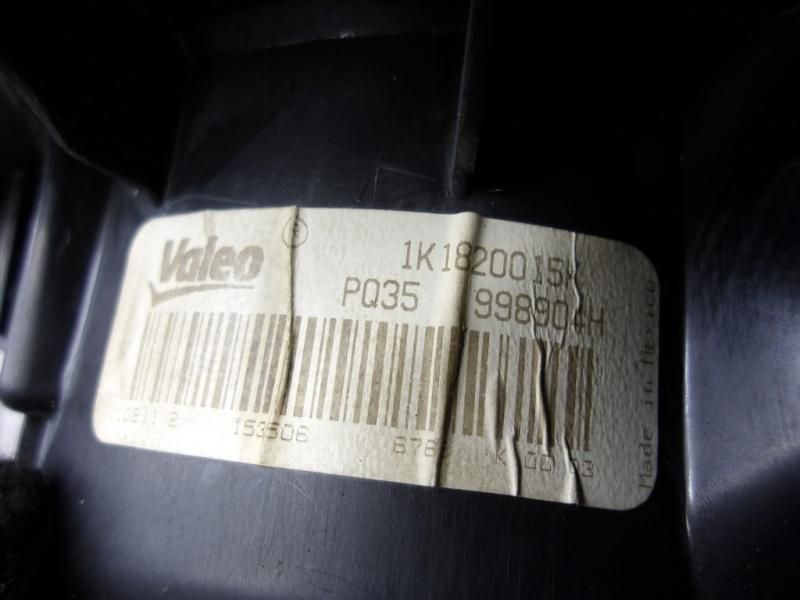 Valeo ®
1K1820015
PQ35 998904H
153506
Made in Mexico